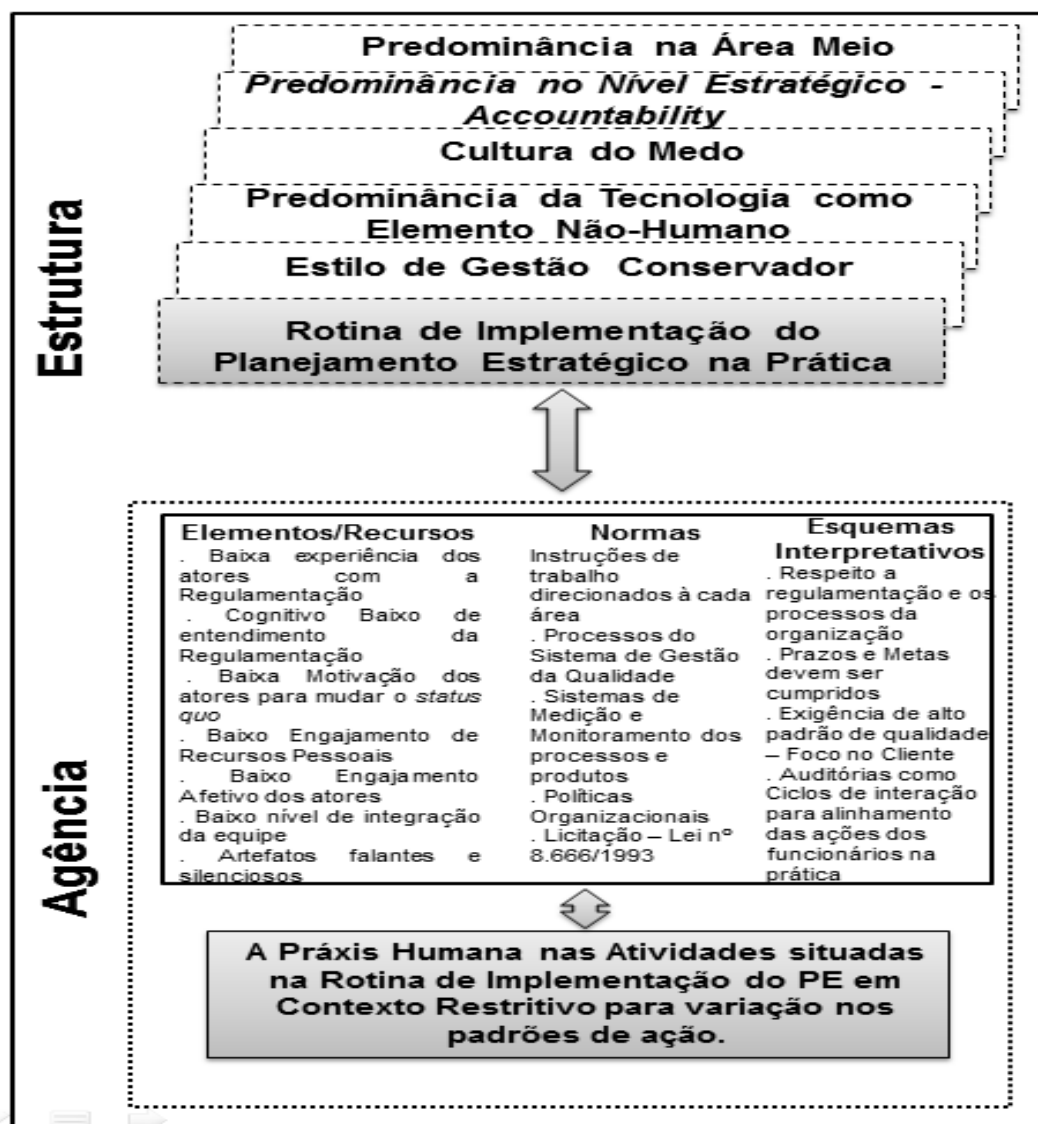 Estrutura
Predominância na Área Meio
Predominância no Nível Estratégico -
Accountability
Cultura do Medo
Predominância da Tecnologia como
Elemento Não-Humano
Estilo de Gestão Conservador
Rotina de Implementação do
Planejamento Estratégico na Prática
Agência
Elementos/Recursos
. Baixa experiência dos
atores com a
Regulamentação
. Cognitivo Baixo de
entendimento da
Regulamentação
. Baixa Motivação dos
atores para mudar o status
quo
. Baixo Engajamento de
Recursos Pessoais
. Baixo Engajamento
Afetivo dos atores
. Baixo nível de integração
da equipe
. Artefatos falantes e
silenciosos
Normas
Instruções de
trabalho
direcionados à cada
área
. Processos do
Sistema de Gestão
da Qualidade
. Sistemas de
Medição e
Monitoramento dos
processos e
produtos
. Políticas
Organizacionais
. Licitação – Lei nº
8.666/1993
Esquemas
Interpretativos
. Respeito a
regulamentação e os
processos da
organização
. Prazos e Metas
devem ser
cumpridos
. Exigência de alto
padrão de qualidade
– Foco no Cliente
. Auditórias como
Ciclos de interação
para alinhamento
das ações dos
funcionários na
prática
A Práxis Humana nas Atividades situadas
na Rotina de Implementação do PE em
Contexto Restritivo para variação nos
padrões de ação.